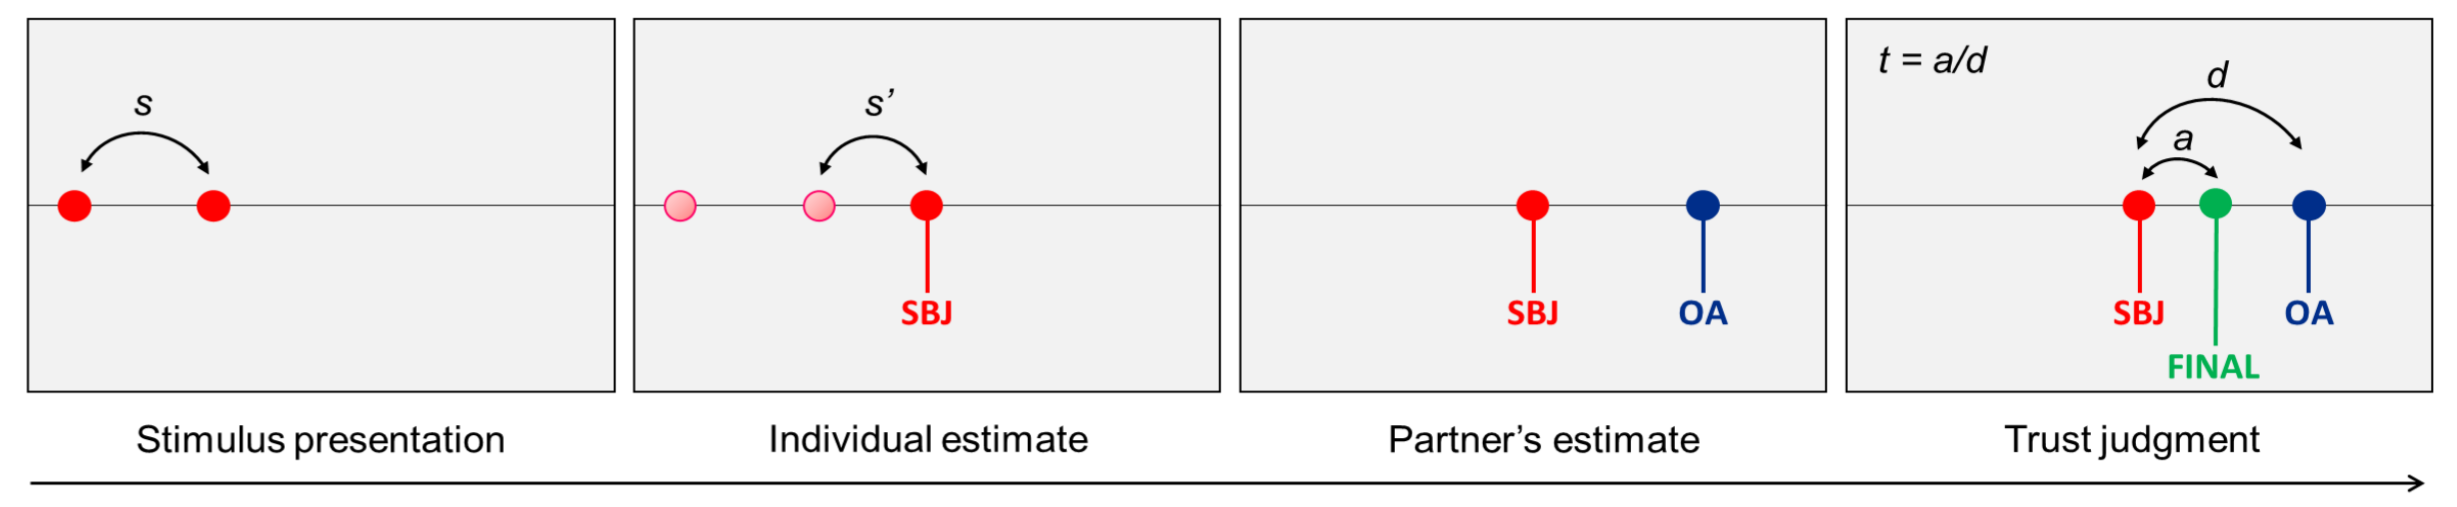 s
Stimulus presentation
s’
SBJ
Individual estimate
SBJ
OA
Partner’s estimate
t = a/d
d
a
SBJ
OA
FINAL
Trust judgment